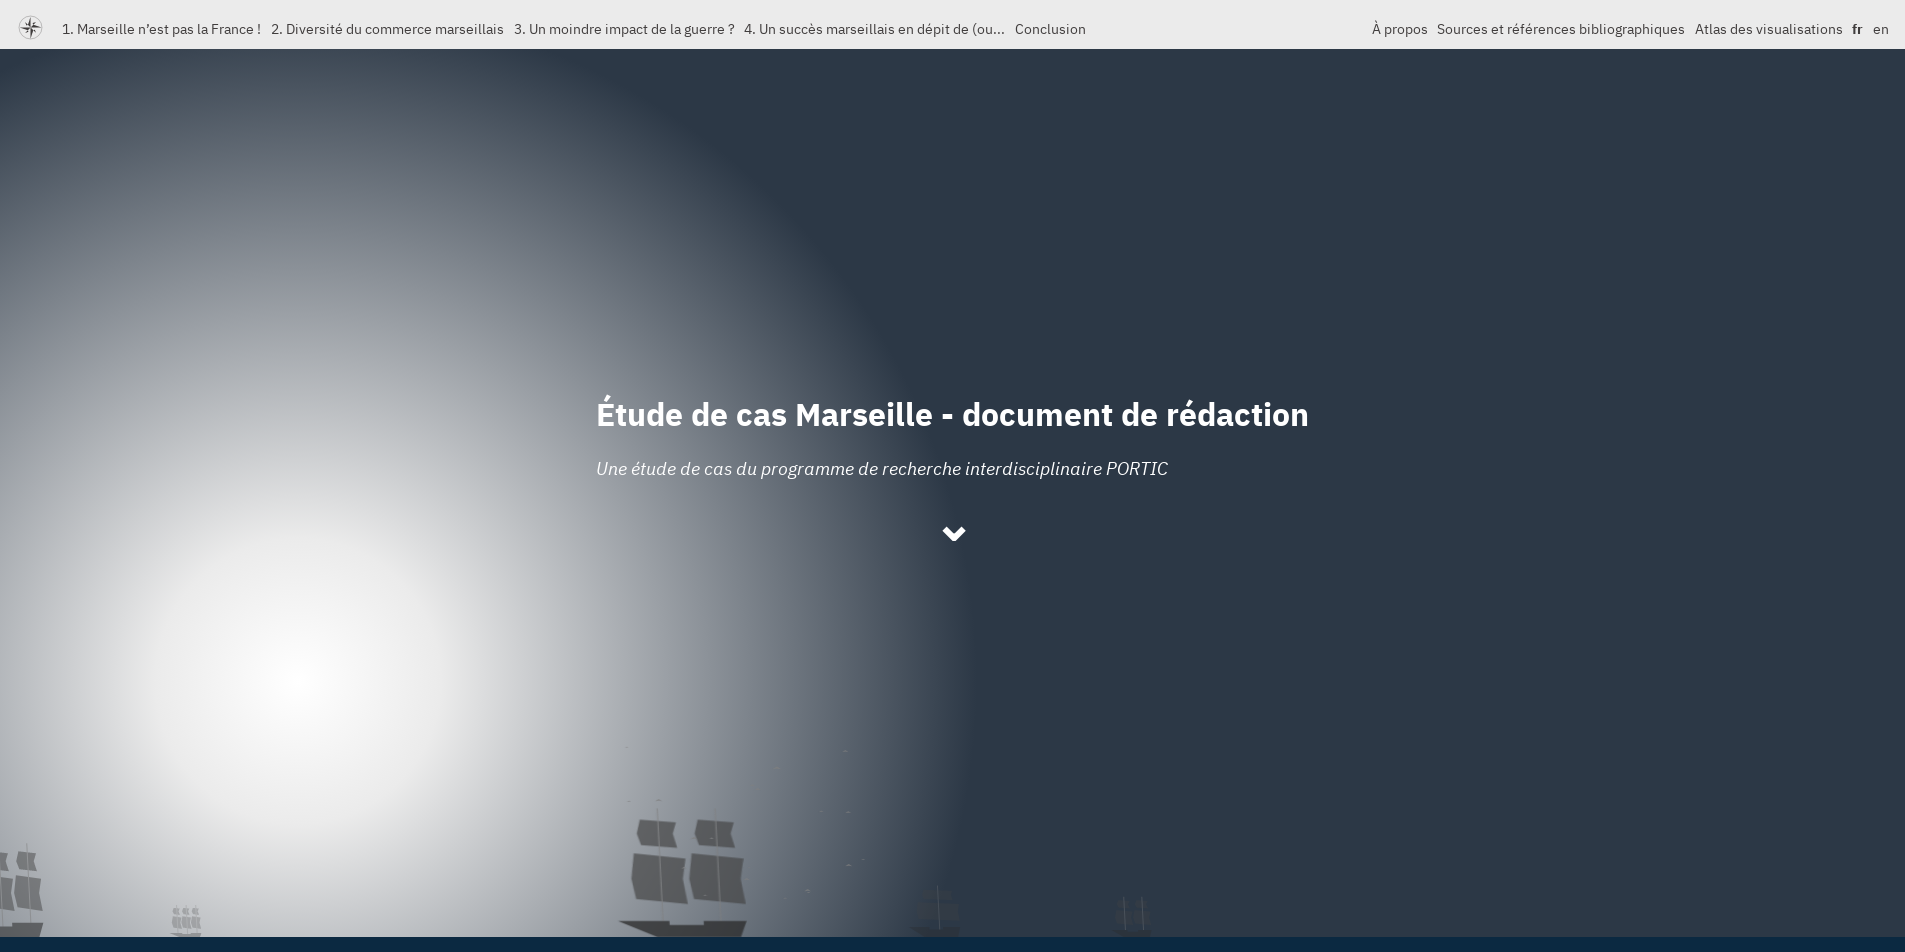 1. Marseille n’est pas la France ! 2. Diversité du commerce marseillais 3. Un moindre impact de la guerre ? 4. Un succès marseillais en dépit de (ou... Conclusion À propos Sources et références bibliographiques Atlas des visualisations fr en
Étude de cas Marseille - document de rédaction
Une étude de cas du programme de recherche interdisciplinaire PORTIC